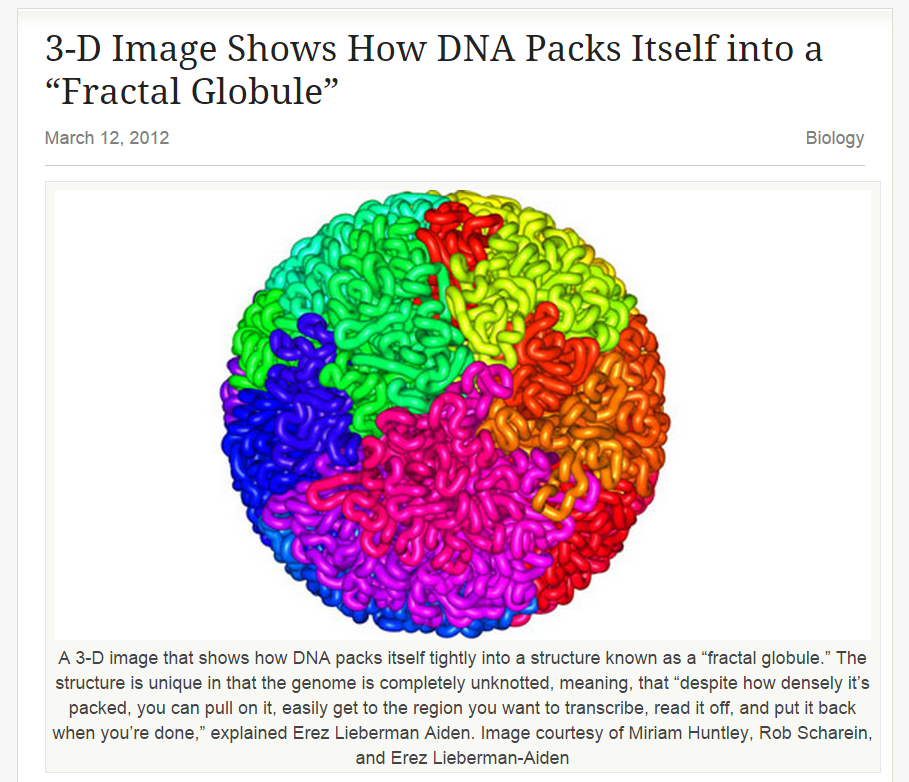 3-D Image Shows How DNA Packs Itself into a
“Fractal Globule”
March 12, 2012
Biology
A 3-D image that shows how DNA packs itself tightly into a structure known as a “fractal globule.” The
structure is unique in that the genome is completely unknotted, meaning, that “despite how densely it’s
packed, you can pull on it, easily get to the region you want to transcribe, read it off, and put it back
when you’re done,” explained Erez Lieberman Aiden. Image courtesy of Miriam Huntley, Rob Scharein,
and Erez Lieberman-Aiden